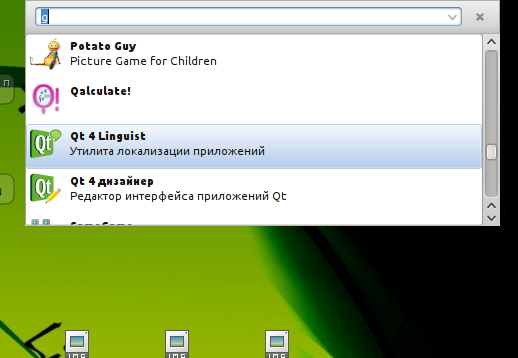 Potato Guy
Picture Game for Children
Qalculate!
Qt 4 Linguist
Утилита локализации приложений
Qt 4 дизайнер
Редактор интерфейса приложений Qt